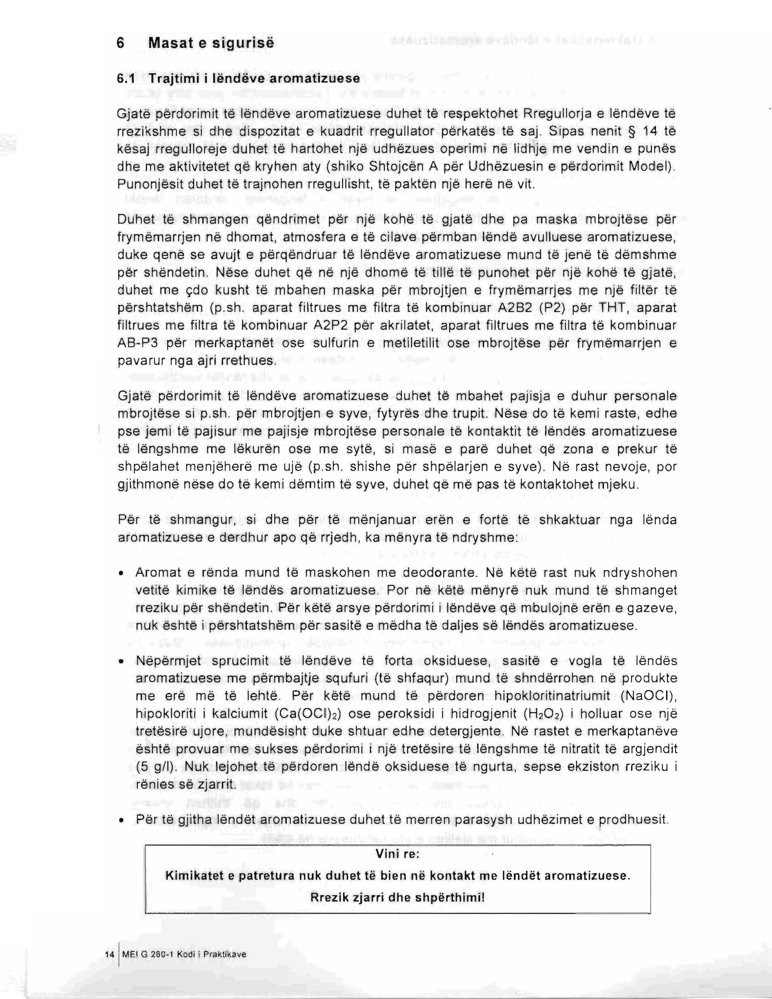 6 Masat e sigurisë
6.1 Trajtimi i lëndëve aromatizuese
Gjatë përdorimit të lëndëve aromatizuese duhet të respektohet Rregullorja e lëndëve të
rrezikshme si dhe dispozitat e kuadrit rregullator përkatës të saj. Sipas nenit § 14 të
kësaj rregulloreje duhet të hartohet një udhëzues operimi në lidhje me vendin e punës
dhe me aktivitetet që kryhen aty (shiko Shtojcën A për Udhëzuesin e përdorimit Model).
Punonjësit duhet të trajnohen rregullisht, të paktën një herë në vit.
Duhet të shmangen qëndrimet për një kohë të gjatë dhe pa maska mbrojtëse për
frymëmarrjen në dhomat, atmosfera e të cilave përmban lëndë avulluese aromatizuese,
duke qenë se avujt e përqëndruar të lëndëve aromatizuese mund të jenë të dëmshme
për shëndetin. Nëse duhet që në një dhomë të tillë të punohet për një kohë të gjatë,
duhet me çdo kusht të mbahen maska për mbrojtjen e frymëmarrjes me një filtër të
përshtatshëm (p.sh. aparat filtrues me filtra të kombinuar A2B2 (P2) për THT, aparat
filtrues me filtra të kombinuar A2P2 për akrilatet, aparat filtrues me filtra të kombinuar
AB-P3 për merkaptanët ose sulfurin e metiletilit ose mbrojtëse për frymëmarrjen e
pavarur nga ajri rrethues.
Gjatë përdorimit të lëndëve aromatizuese duhet të mbahet pajisja e duhur personale
mbrojtëse si p.sh. për mbrojtjen e syve, fytyrës dhe trupit. Nëse do të kemi raste, edhe
pse jemi të pajisur me pajisje mbrojtëse personale të kontaktit të lëndës aromatizuese
të lëngshme me lëkurën ose me sytë, si masë e parë duhet që zona e prekur të
shpëlahet menjëherë me ujë (p.sh. shishe për shpëlarjen e syve). Në rast nevoje, por
gjithmonë nëse do të kemi dëmtim të syve, duhet që më pas të kontaktohet mjeku.
Për të shmangur, si dhe për të mënjanuar erën e fortë të shkaktuar nga lënda
aromatizuese e derdhur apo që rrjedh, ka mënyra të ndryshme:
• Aromat e rënda mund të maskohen me deodorante. Në këtë rast nuk ndryshohen
vetitë kimike të lëndës aromatizuese. Por në këtë mënyrë nuk mund të shmanget
rreziku për shëndetin. Për këtë arsye përdorimi i lëndëve që mbulojnë erën e gazeve,
nuk është i përshtatshëm për sasitë e mëdha të daljes së lëndës aromatizuese.
• Nëpërmjet sprucimit të lëndëve të forta oksiduese, sasitë e vogla të lëndës
aromatizuese me përmbajtje squfuri (të shfaqur) mund të shndërrohen në produkte
me erë më të lehtë. Për këtë mund të përdoren hipokloritinatriumit (NaOCl),
hipokloriti i kalciumit (Ca(OCl)₂) ose peroksidi i hidrogjenit (H₂O₂) i holluar ose një
tretësirë ujore, mundësisht duke shtuar edhe detergjente. Në rastet e merkaptanëve
është provuar me sukses përdorimi i një tretësire të lëngshme të nitratit të argjendit
(5 g/l). Nuk lejohet të përdoren lëndë oksiduese të ngurta, sepse ekziston rreziku i
rënies së zjarrit.
• Për të gjitha lëndët aromatizuese duhet të merren parasysh udhëzimet e prodhuesit.
Vini re:
Kimikatet e patretura nuk duhet të bien në kontakt me lëndët aromatizuese.
Rrezik zjarri dhe shpërthimi!
14 MEI G 280-1 Kodi i Praktikave